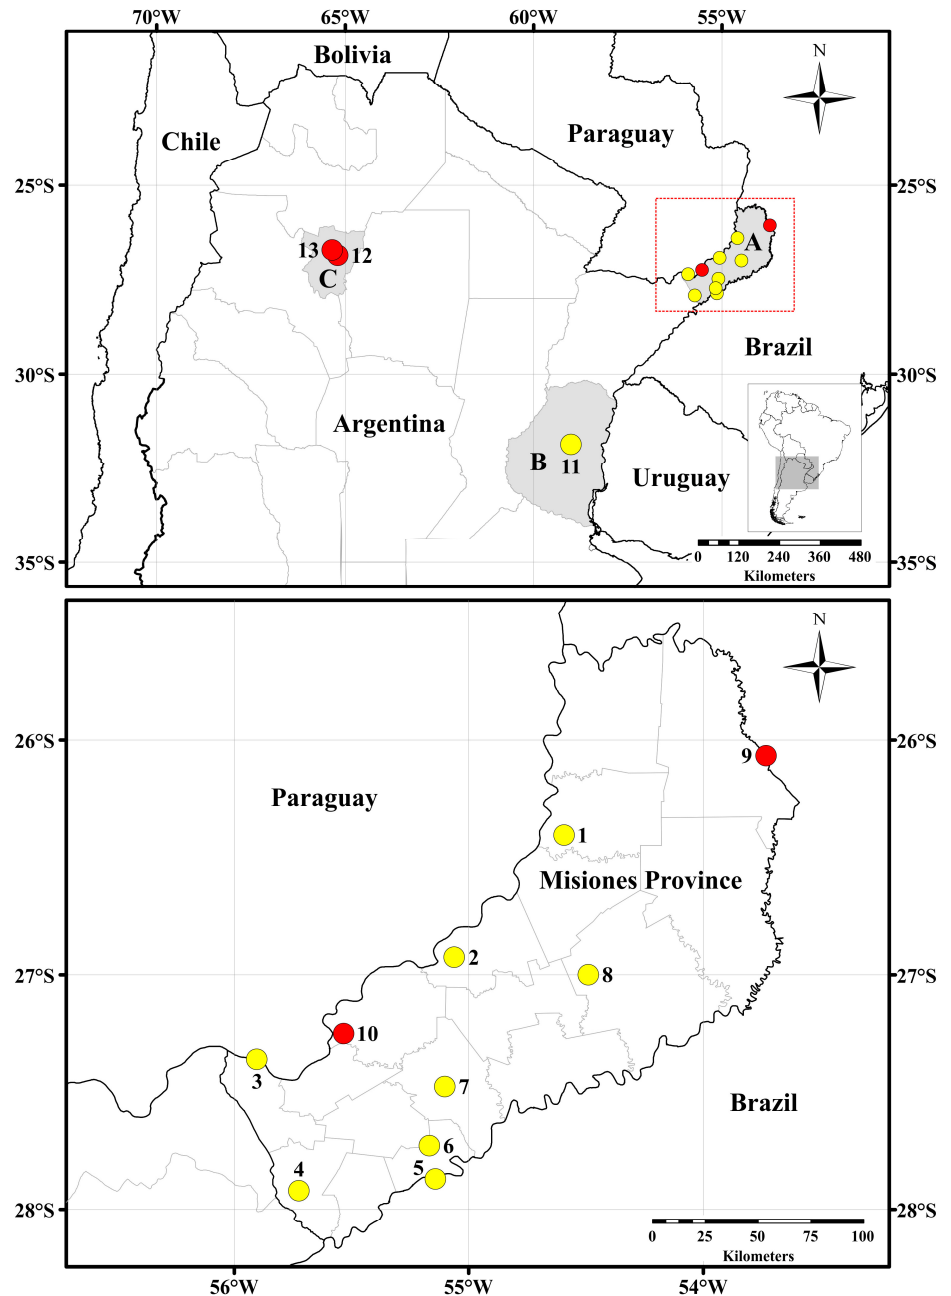 70°W 65°W 60°W 55°W
Bolivia
N
Chile
Paraguay
25°S 25°S
A
13 12
C
Brazil
30°S 30°S
Argentina
B
11
Uruguay
0 120 240 360 480
Kilometers
35°S 35°S
N
26°S 26°S
9
Paraguay
1
Misiones Province
2
27°S 8 27°S
10
3
7
Brazil
6
4 5
28°S 28°S
0 25 50 75 100
Kilometers
56°W 55°W 54°W